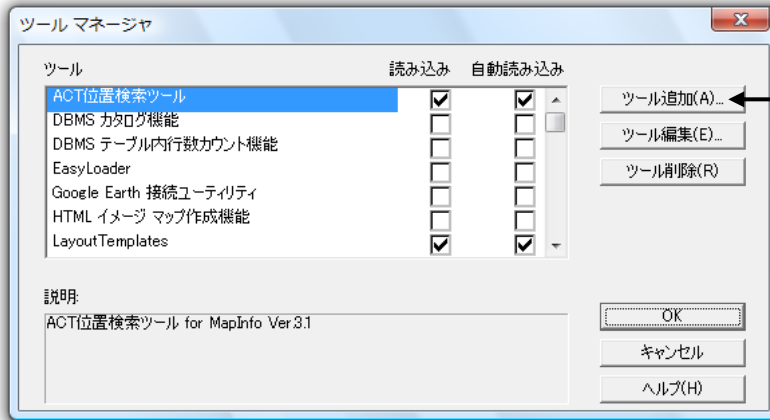 ツール マネージャ
ツール 読み込み 自動読み込み
ACT位置検索ツール
DBMS カタログ機能
DBMS テーブル内行数カウント機能
EasyLoader
Google Earth 接続ユーティリティ
HTML イメージ マップ作成機能
LayoutTemplates
ツール追加(A)...
ツール編集(E)...
ツール削除(R)
説明:
ACT位置検索ツール for MapInfo Ver.3.1
OK
キャンセル
ヘルプ(H)